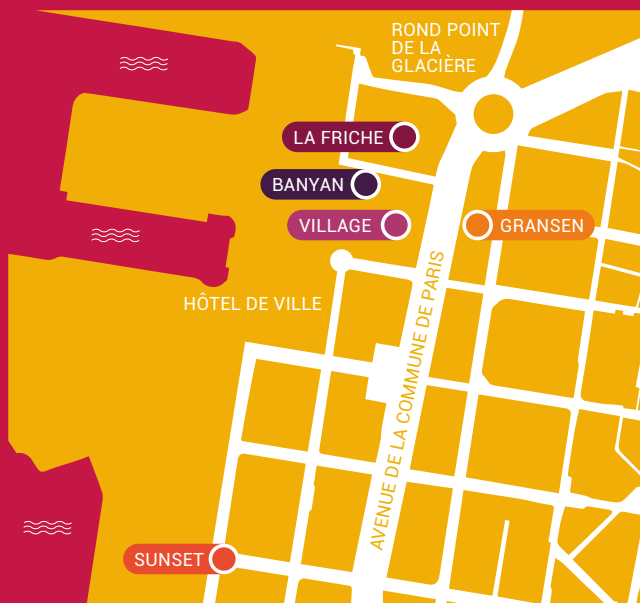 ROND POINT
DE LA
GLACIÈRE
LA FRICHE
BANYAN
VILLAGE
GRANSEN
AVENUE DE LA COMMUNE DE PARIS
HÔTEL DE VILLE
SUNSET